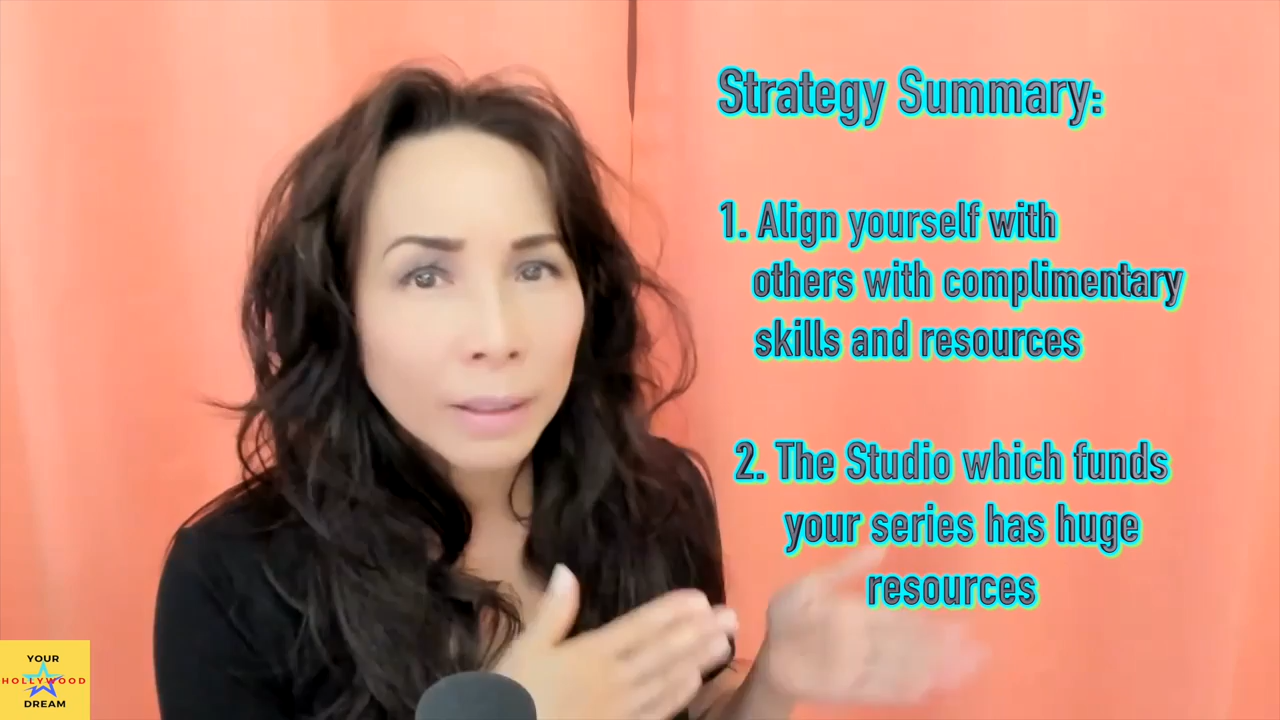 Strategy Summary:
1. Align yourself with
others with complimentary
skills and resources
2. The Studio which funds
your series has huge
resources
YOUR
HOLLYWOOD
DREAM